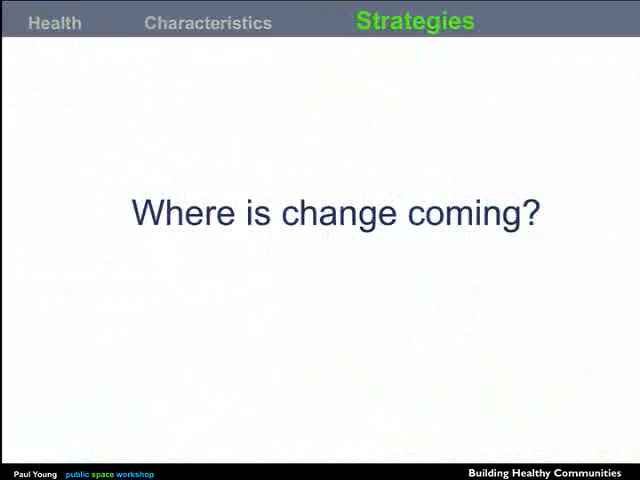 Health Characteristics Strategies
Where is change coming?
Paul Young public space workshop Building Healthy Communities